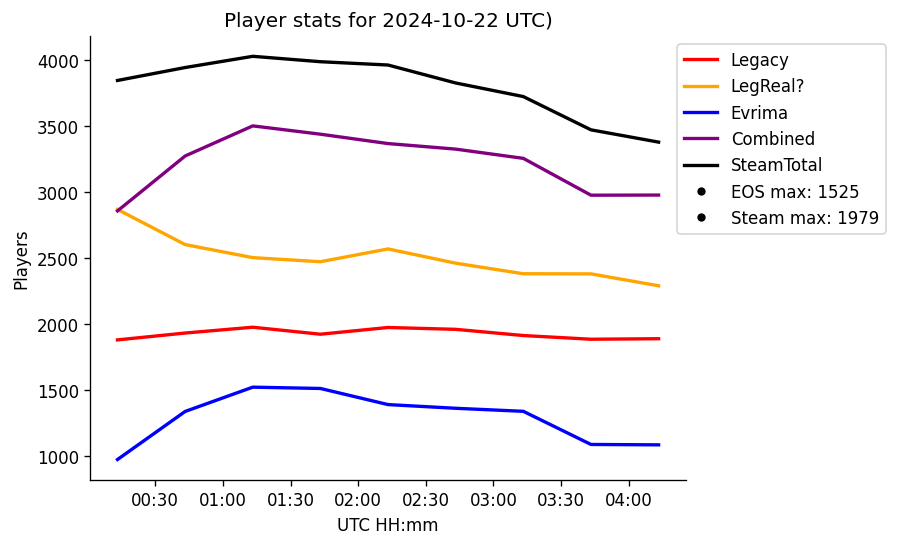 Player stats for 2024-10-22 UTC)
Legacy
LegReal?
Evrima
Combined
SteamTotal
EOS max: 1525
Steam max: 1979
Players
4000
3500
3000
2500
2000
1500
1000
00:30 01:00 01:30 02:00 02:30 03:00 03:30 04:00
UTC HH:mm